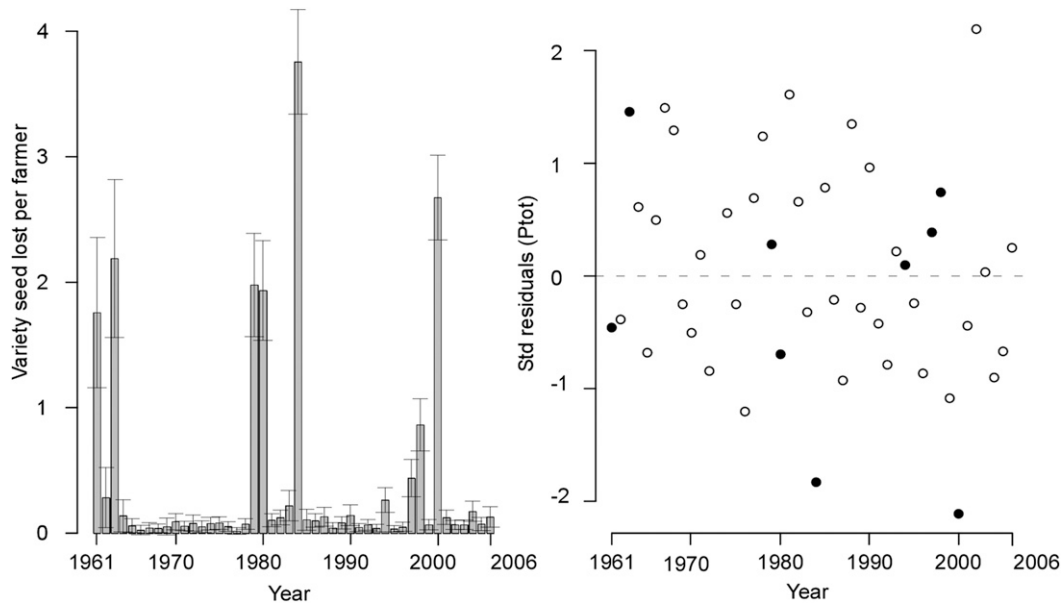 Variety seed lost per farmer
4
3
2
1
0
1961 1970 1980 1990 2000 2006
Year
Std residuals (Ptot)
2
1
0
-1
-2
1961 1970 1980 1990 2000 2006
Year